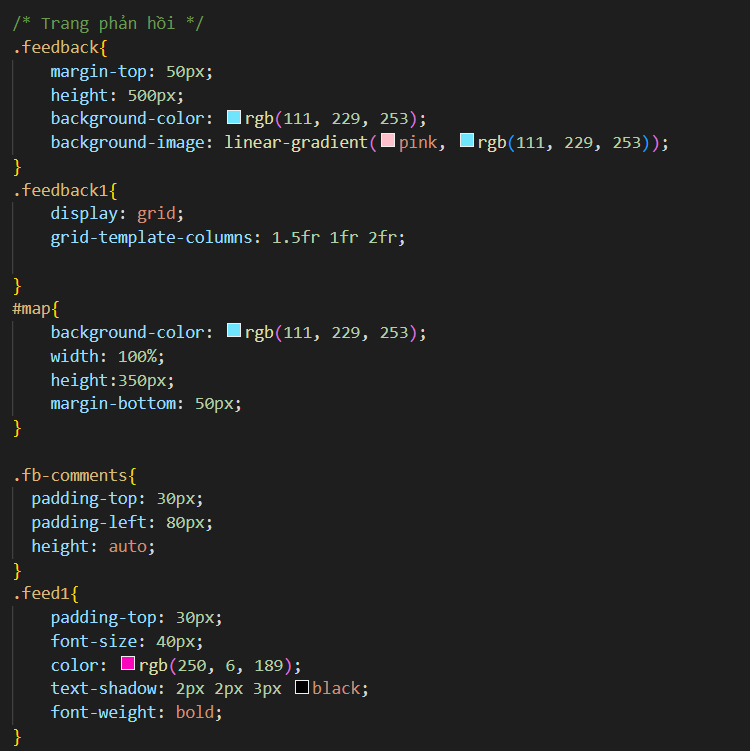 /* Trang phản hồi */
.feedback{
    margin-top: 50px;
    height: 500px;
    background-color: rgb(111, 229, 253);
    background-image: linear-gradient(pink, rgb(111, 229, 253));
}
.feedback1{
    display: grid;
    grid-template-columns: 1.5fr 1fr 2fr;

}
#map{
    background-color: rgb(111, 229, 253);
    width: 100%;
    height:350px;
    margin-bottom: 50px;
}

.fb-comments{
  padding-top: 30px;
  padding-left: 80px;
  height: auto;
}
.feed1{
    padding-top: 30px;
    font-size: 40px;
    color: rgb(250, 6, 189);
    text-shadow: 2px 2px 3px black;
    font-weight: bold;
}